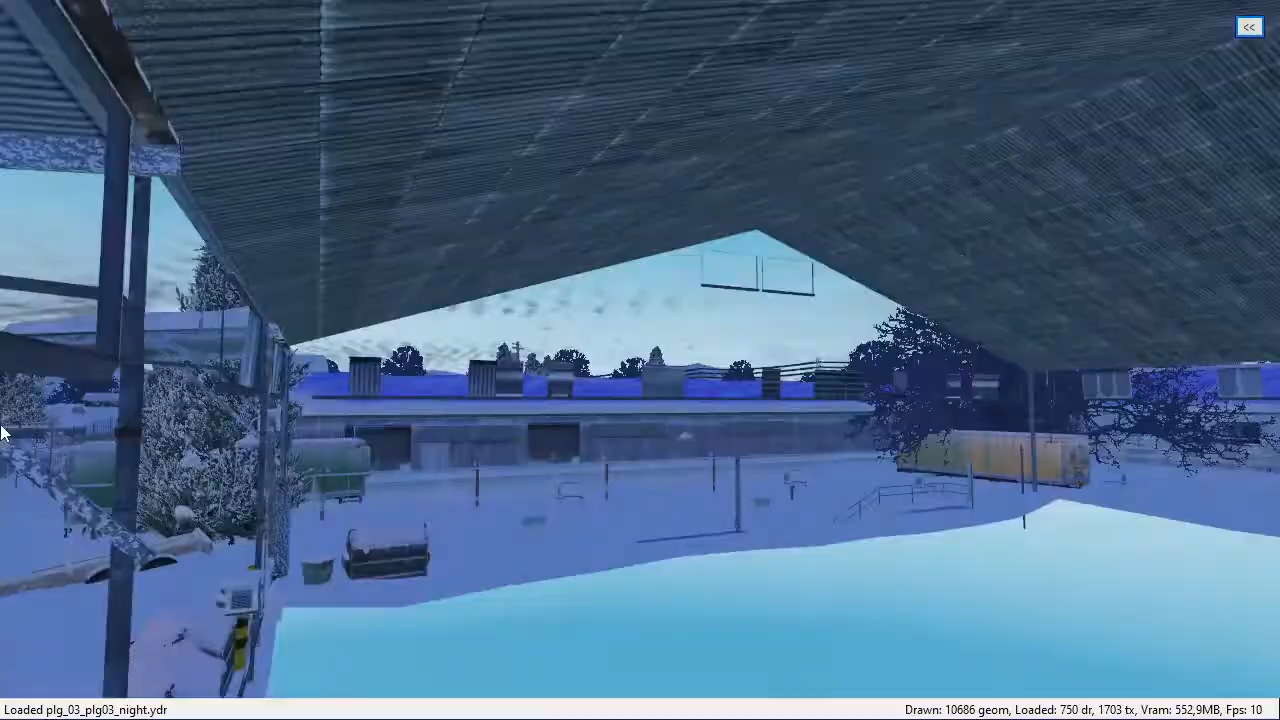 <<
Loaded plg_03_plg03_night.ydr
Drawn: 10686 geom, Loaded: 750 dr, 1703 tx, Vram: 552,9MB, Fps: 10